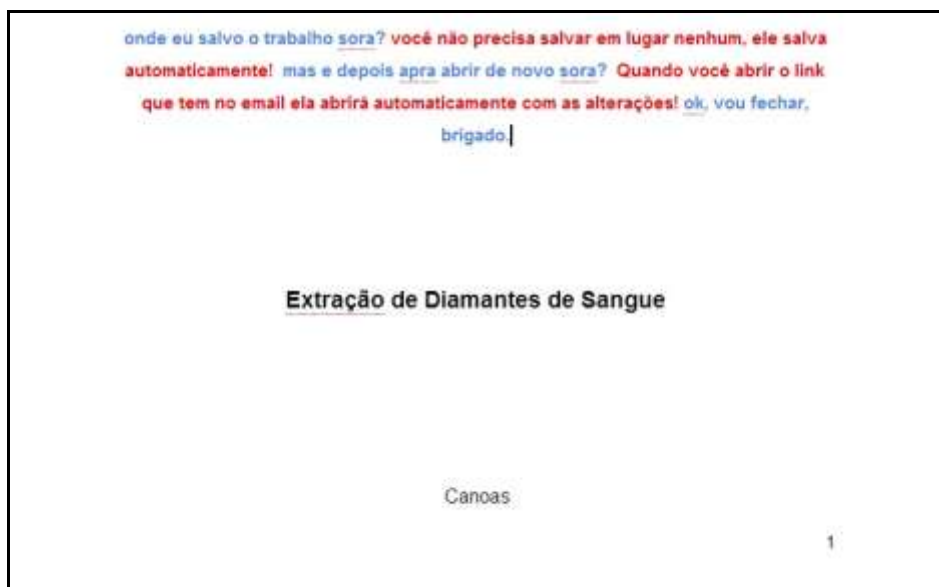 onde eu salvo o trabalho sora? você não precisa salvar em lugar nenhum, ele salva
automaticamente! mas e depois apra abrir de novo sora? Quando você abrir o link
que tem no email ela abrirá automaticamente com as alterações! ok, vou fechar,
brigado.
Extração de Diamantes de Sangue
Canoas
1